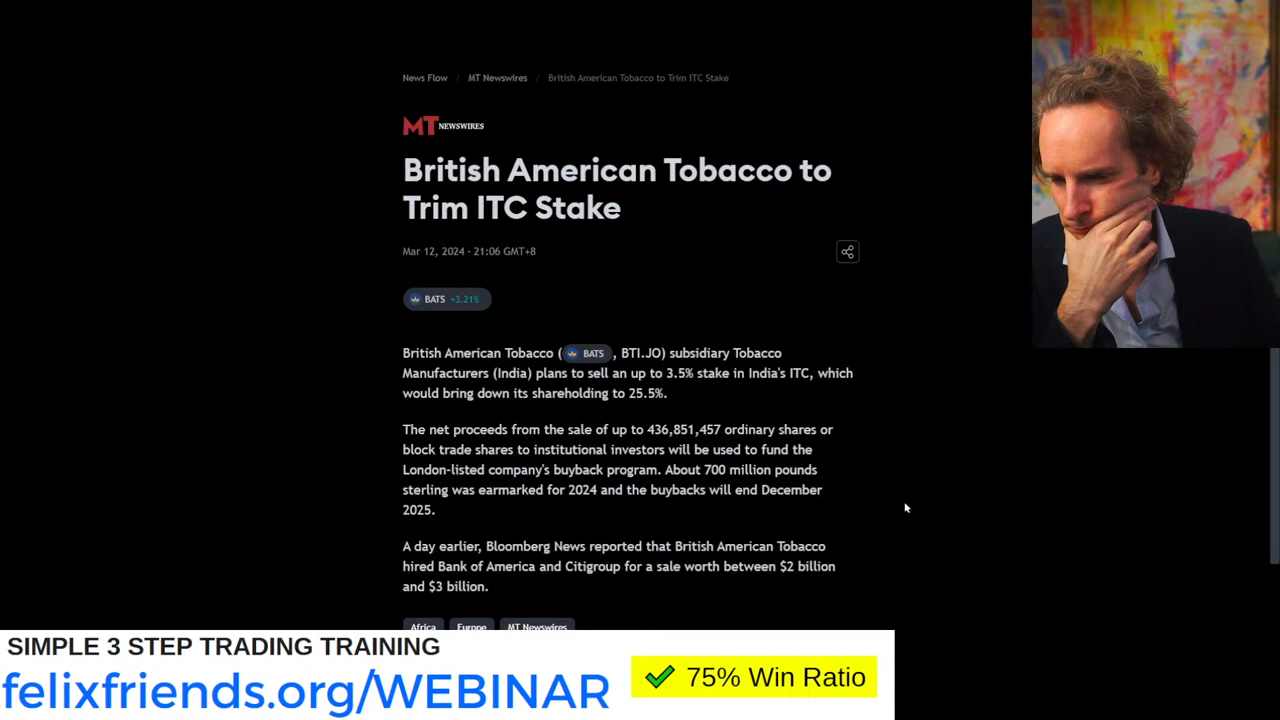 News Flow / MT Newswires / British American Tobacco to Trim ITC Stake
MT NEWSWIRES
British American Tobacco to
Trim ITC Stake
Mar 12, 2024 · 21:06 GMT+8
BATS +3.21%
British American Tobacco ( BATS , BTI.JO) subsidiary Tobacco
Manufacturers (India) plans to sell an up to 3.5% stake in India's ITC, which
would bring down its shareholding to 25.5%.
The net proceeds from the sale of up to 436,851,457 ordinary shares or
block trade shares to institutional investors will be used to fund the
London-listed company's buyback program. About 700 million pounds
sterling was earmarked for 2024 and the buybacks will end December
2025.
A day earlier, Bloomberg News reported that British American Tobacco
hired Bank of America and Citigroup for a sale worth between $2 billion
and $3 billion.
Africa Europe MT Newswires
SIMPLE 3 STEP TRADING TRAINING
felixfriends.org/WEBINAR
75% Win Ratio